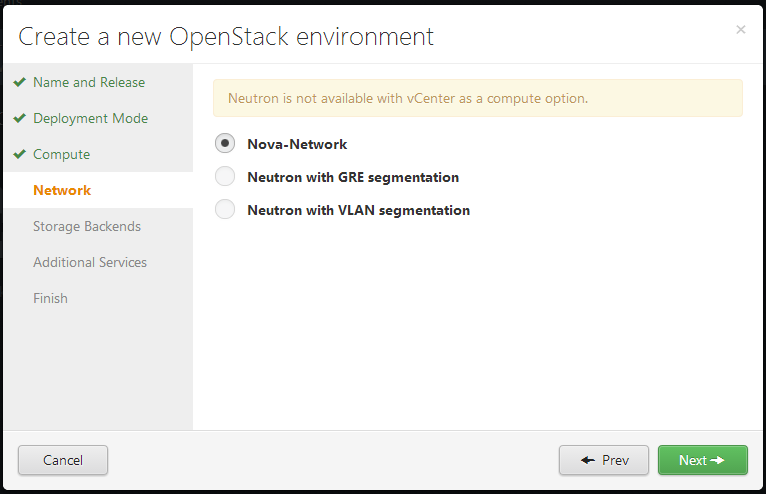 Create a new OpenStack environment
×
Name and Release
Deployment Mode
Compute
Network
Storage Backends
Additional Services
Finish
Neutron is not available with vCenter as a compute option.
Nova-Network
Neutron with GRE segmentation
Neutron with VLAN segmentation
Cancel
Prev
Next